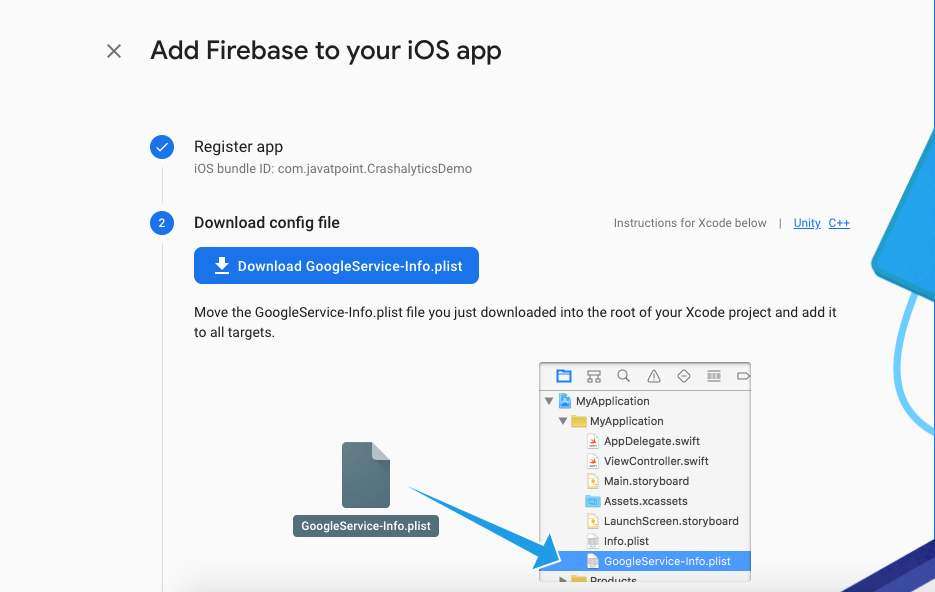 Add Firebase to your iOS app
Register app
iOS bundle ID: com.javatpoint.CrashalyticsDemo
2
Download config file
Instructions for Xcode below | Unity C++
Download GoogleService-Info.plist
Move the GoogleService-Info.plist file you just downloaded into the root of your Xcode project and add it
to all targets.
MyApplication
MyApplication
AppDelegate.swift
ViewController.swift
Main.storyboard
Assets.xcassets
LaunchScreen.storyboard
Info.plist
GoogleService-Info.plist
Products
GoogleService-Info.plist